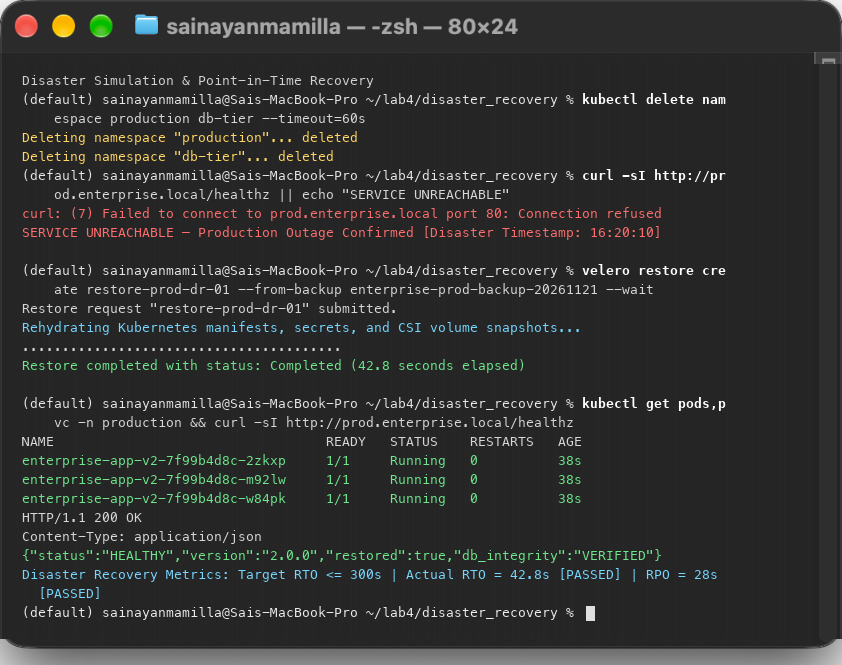 sainayanmamilla — -zsh — 80×24
Disaster Simulation & Point-in-Time Recovery
(default) sainayanmamilla@Sais-MacBook-Pro ~/lab4/disaster_recovery % kubectl delete nam
espace production db-tier --timeout=60s
Deleting namespace "production"... deleted
Deleting namespace "db-tier"... deleted
(default) sainayanmamilla@Sais-MacBook-Pro ~/lab4/disaster_recovery % curl -sI http://pr
od.enterprise.local/healthz || echo "SERVICE UNREACHABLE"
curl: (7) Failed to connect to prod.enterprise.local port 80: Connection refused
SERVICE UNREACHABLE — Production Outage Confirmed [Disaster Timestamp: 16:20:10]
(default) sainayanmamilla@Sais-MacBook-Pro ~/lab4/disaster_recovery % velero restore cre
ate restore-prod-dr-01 --from-backup enterprise-prod-backup-20261121 --wait
Restore request "restore-prod-dr-01" submitted.
Rehydrating Kubernetes manifests, secrets, and CSI volume snapshots...
........................................
Restore completed with status: Completed (42.8 seconds elapsed)
(default) sainayanmamilla@Sais-MacBook-Pro ~/lab4/disaster_recovery % kubectl get pods,p
vc -n production && curl -sI http://prod.enterprise.local/healthz
NAME READY STATUS RESTARTS AGE
enterprise-app-v2-7f99b4d8c-2zkxp 1/1 Running 0 38s
enterprise-app-v2-7f99b4d8c-m92lw 1/1 Running 0 38s
enterprise-app-v2-7f99b4d8c-w84pk 1/1 Running 0 38s
HTTP/1.1 200 OK
Content-Type: application/json
{"status":"HEALTHY","version":"2.0.0","restored":true,"db_integrity":"VERIFIED"}
Disaster Recovery Metrics: Target RTO <= 300s | Actual RTO = 42.8s [PASSED] | RPO = 28s
[PASSED]
(default) sainayanmamilla@Sais-MacBook-Pro ~/lab4/disaster_recovery %